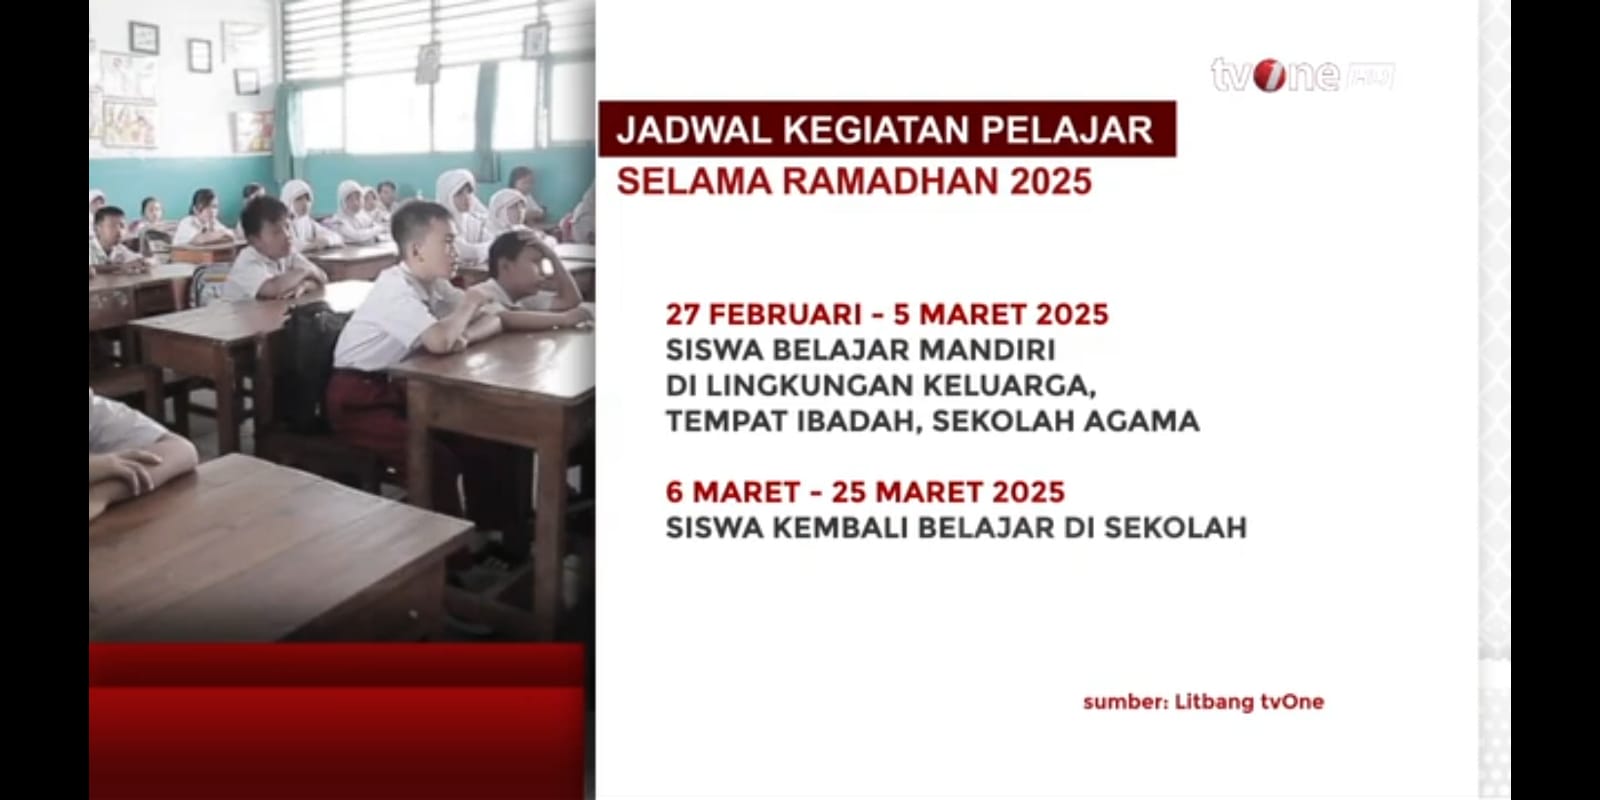 tvOne HD
JADWAL KEGIATAN PELAJAR
SELAMA RAMADHAN 2025
27 FEBRUARI - 5 MARET 2025
SISWA BELAJAR MANDIRI
DI LINGKUNGAN KELUARGA,
TEMPAT IBADAH, SEKOLAH AGAMA
6 MARET - 25 MARET 2025
SISWA KEMBALI BELAJAR DI SEKOLAH
sumber: Litbang tvOne